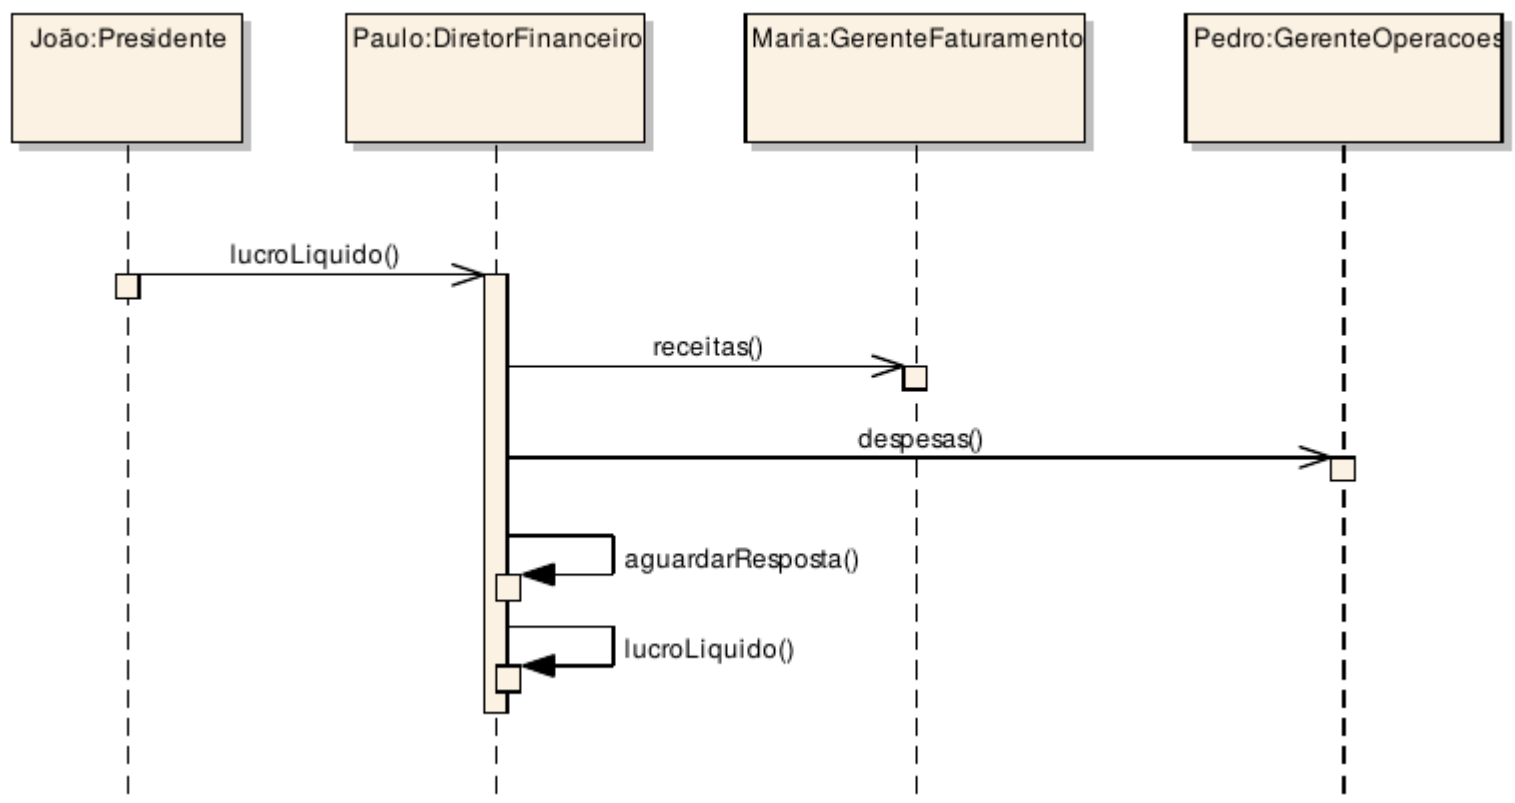 João:Presidente
Paulo:DiretorFinanceiro
Maria:GerenteFaturamento
Pedro:GerenteOperacoes
lucroLiquido()
receitas()
despesas()
aguardarResposta()
lucroLiquido()